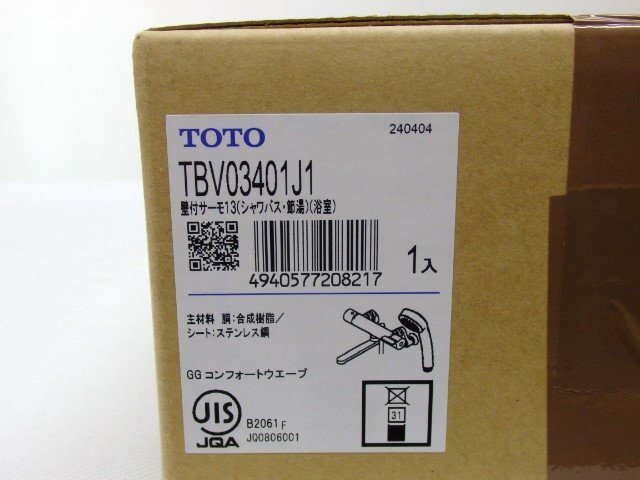 TOTO
240404
TBV03401J1
壁付サーモ13(シャワバス・節湯)(浴室)
4940577208217
1入
主材料 胴:合成樹脂/
シート:ステンレス鋼
GG コンフォートウエーブ
JIS
JQA
B2061 F
JQ0806001
31